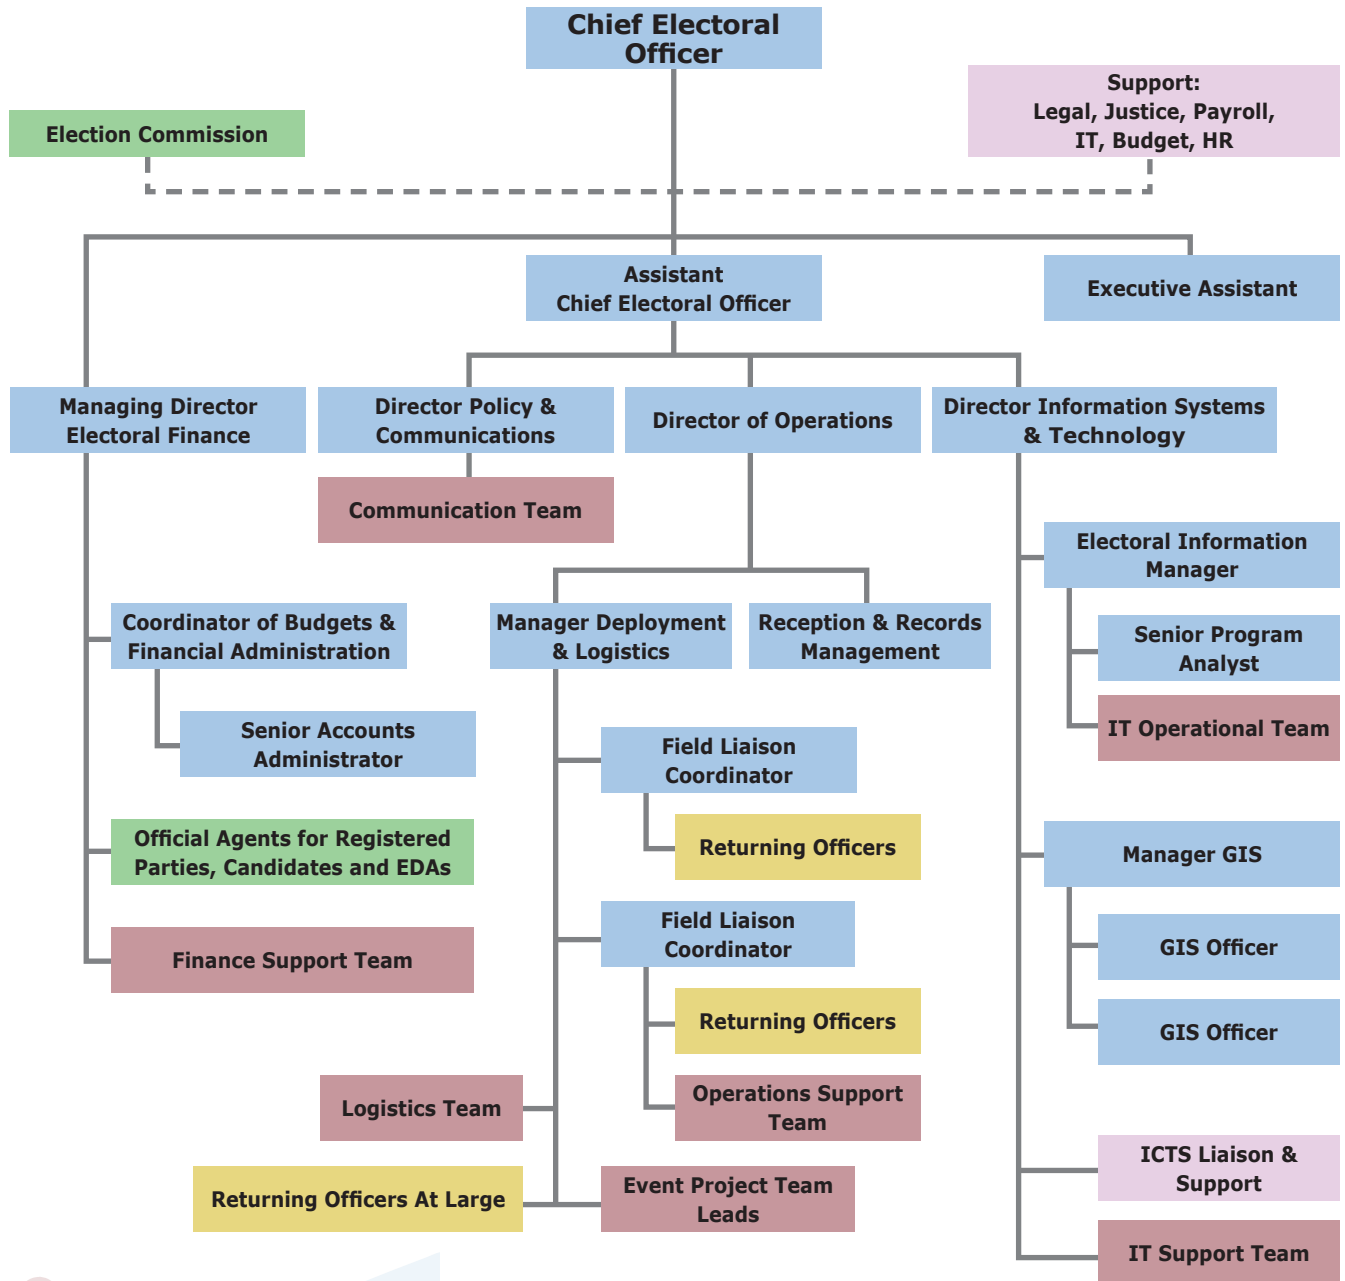 Chief Electoral
Officer
Support:
Legal, Justice, Payroll,
IT, Budget, HR
Election Commission
Assistant
Chief Electoral Officer
Executive Assistant
Managing Director
Electoral Finance
Director Policy &
Communications
Director of Operations
Director Information Systems
& Technology
Communication Team
Electoral Information
Manager
Coordinator of Budgets &
Financial Administration
Manager Deployment
& Logistics
Reception & Records
Management
Senior Program
Analyst
Senior Accounts
Administrator
Field Liaison
Coordinator
IT Operational Team
Official Agents for Registered
Parties, Candidates and EDAs
Returning Officers
Manager GIS
Finance Support Team
Field Liaison
Coordinator
GIS Officer
Returning Officers
GIS Officer
Logistics Team
Operations Support
Team
ICTS Liaison &
Support
Returning Officers At Large
Event Project Team
Leads
IT Support Team